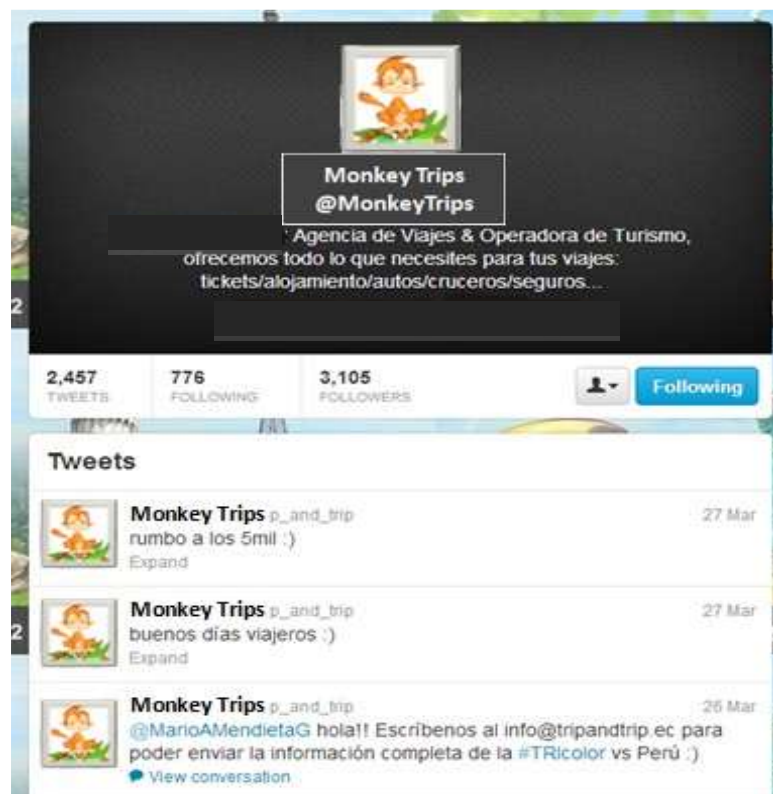 Monkey Trips
@MonkeyTrips
: Agencia de Viajes & Operadora de Turismo,
ofrecemos todo lo que necesites para tus viajes:
tickets/alojamiento/autos/cruceros/seguros...
2
2,457 776 3,105 Following
TWEETS FOLLOWING FOLLOWERS
Tweets
Monkey Trips p_and_trip 27 Mar
rumbo a los 5mil :)
Expand
Monkey Trips p_and_trip 27 Mar
2
buenos días viajeros :)
Expand
Monkey Trips p_and_trip 26 Mar
@MarioAMendietaG hola!! Escríbenos al info@tripandtrip.ec para
poder enviar la información completa de la #TRIcolor vs Perú :)
View conversation